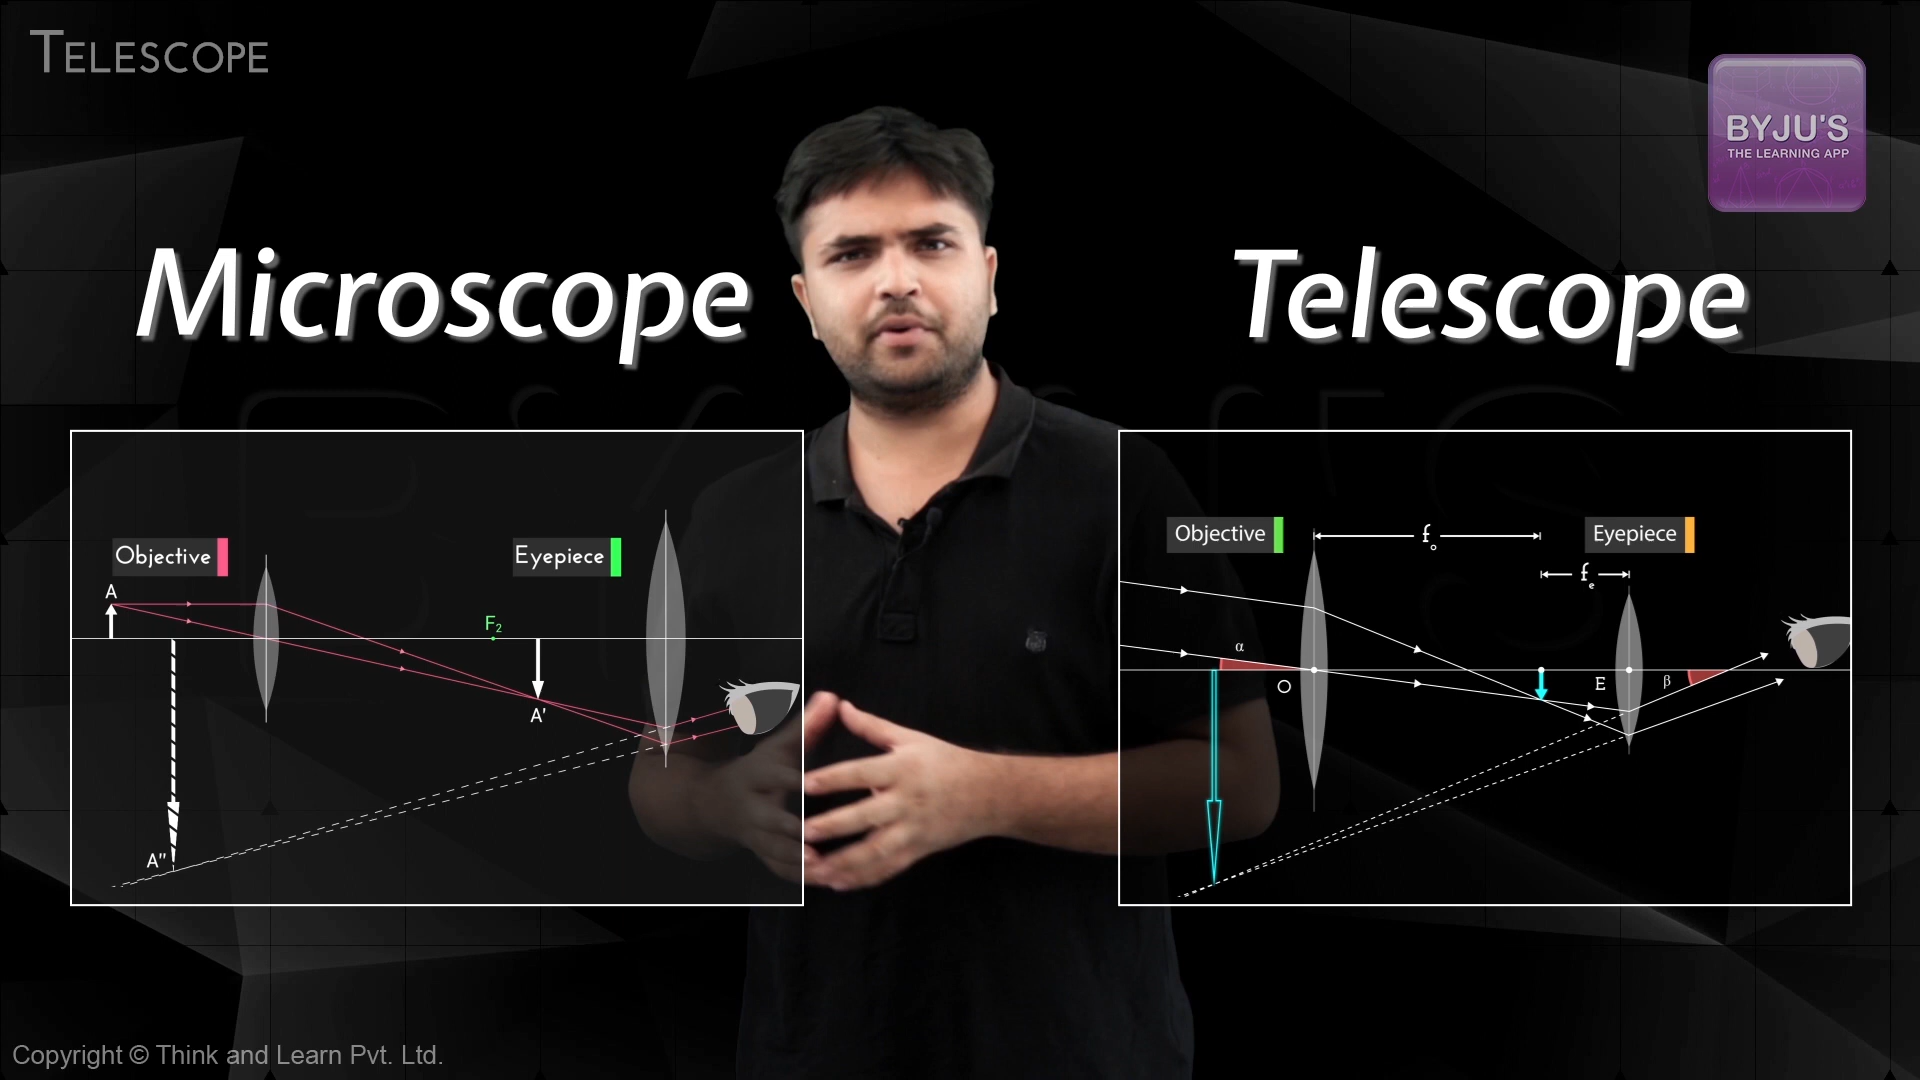 TELESCOPE
BYJU'S
THE LEARNING APP
Microscope
Telescope
Objective
Eyepiece
A
F₂
A'
A"
Objective
fₒ
Eyepiece
fₑ
α
O
E
β
Copyright © Think and Learn Pvt. Ltd.